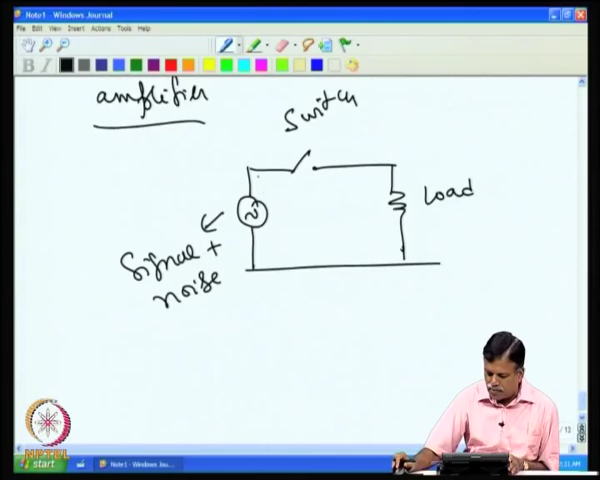 Note1 - Windows Journal
File Edit View Insert Actions Tools Help
B I
amplifier
Switch
Load
Signal +
noise
NPTEL
start
Note1 - Windows Jou...